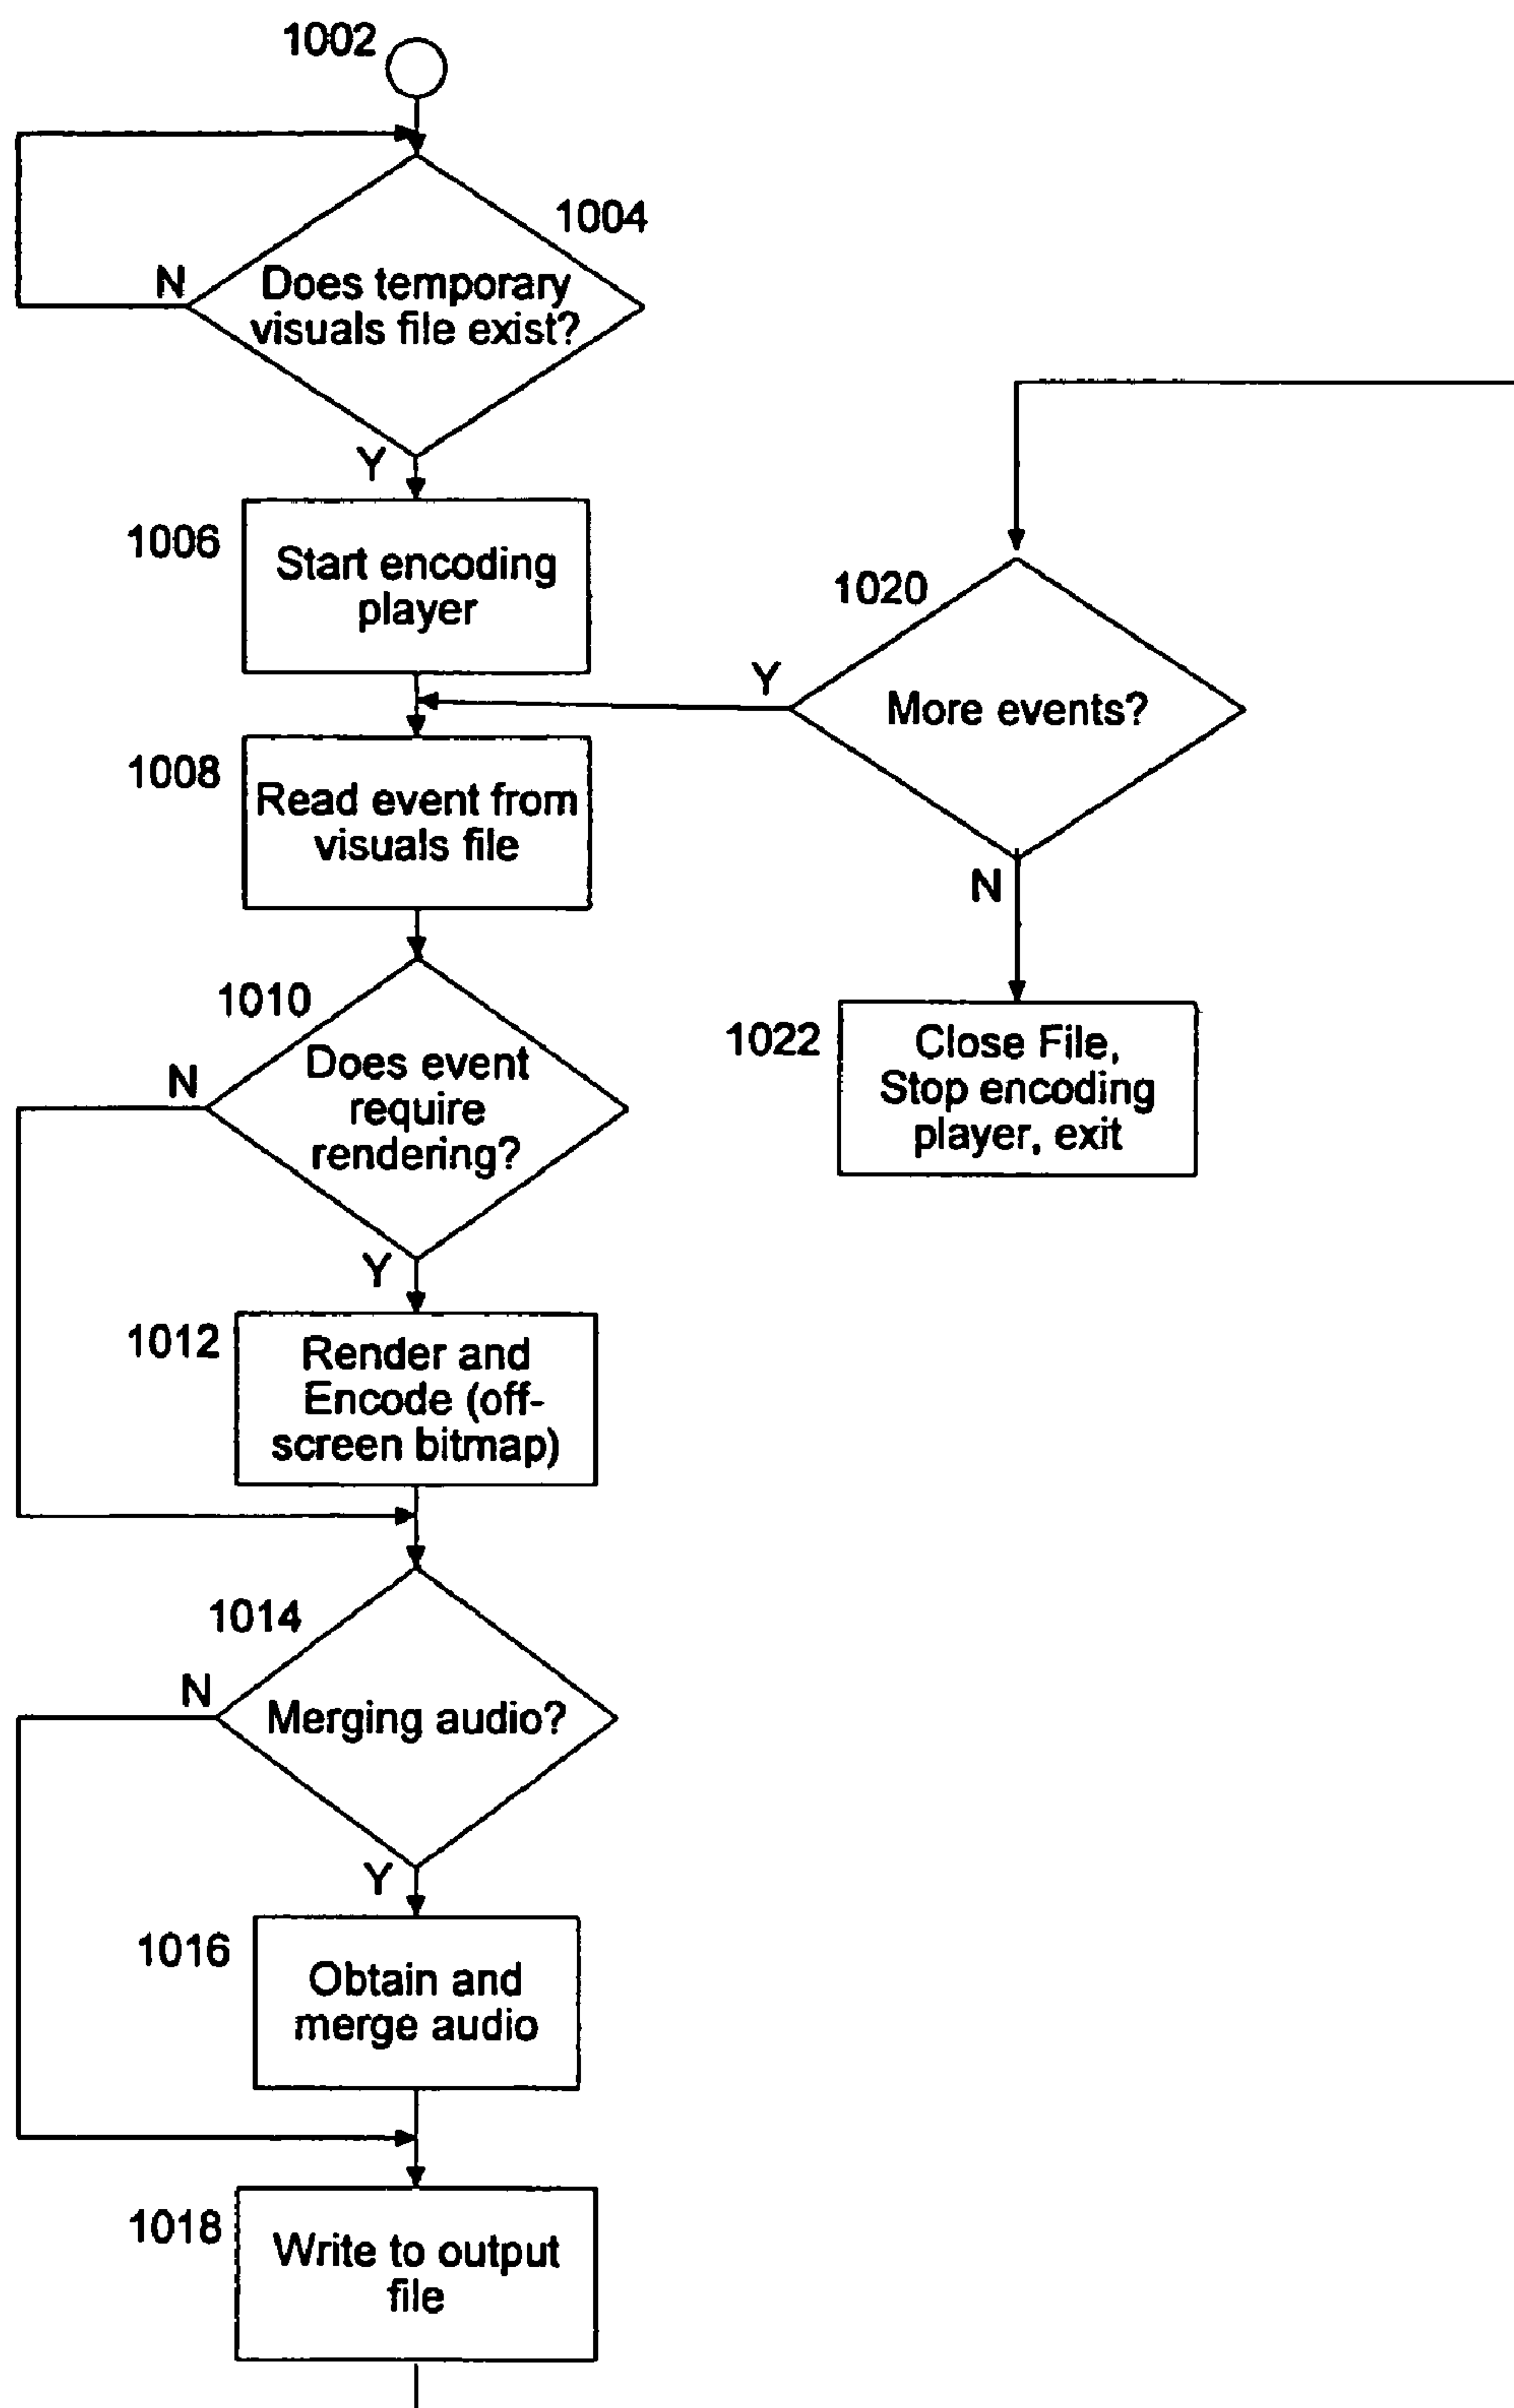 1002
1004
N
Does temporary
visuals file exist?
Y
1006
Start encoding
player
1008
Read event from
visuals file
1010
N
Does event
require
rendering?
Y
1012
Render and
Encode (off-
screen bitmap)
1014
N
Merging audio?
Y
1016
Obtain and
merge audio
1018
Write to output
file
1020
Y
More events?
N
1022
Close File,
Stop encoding
player, exit